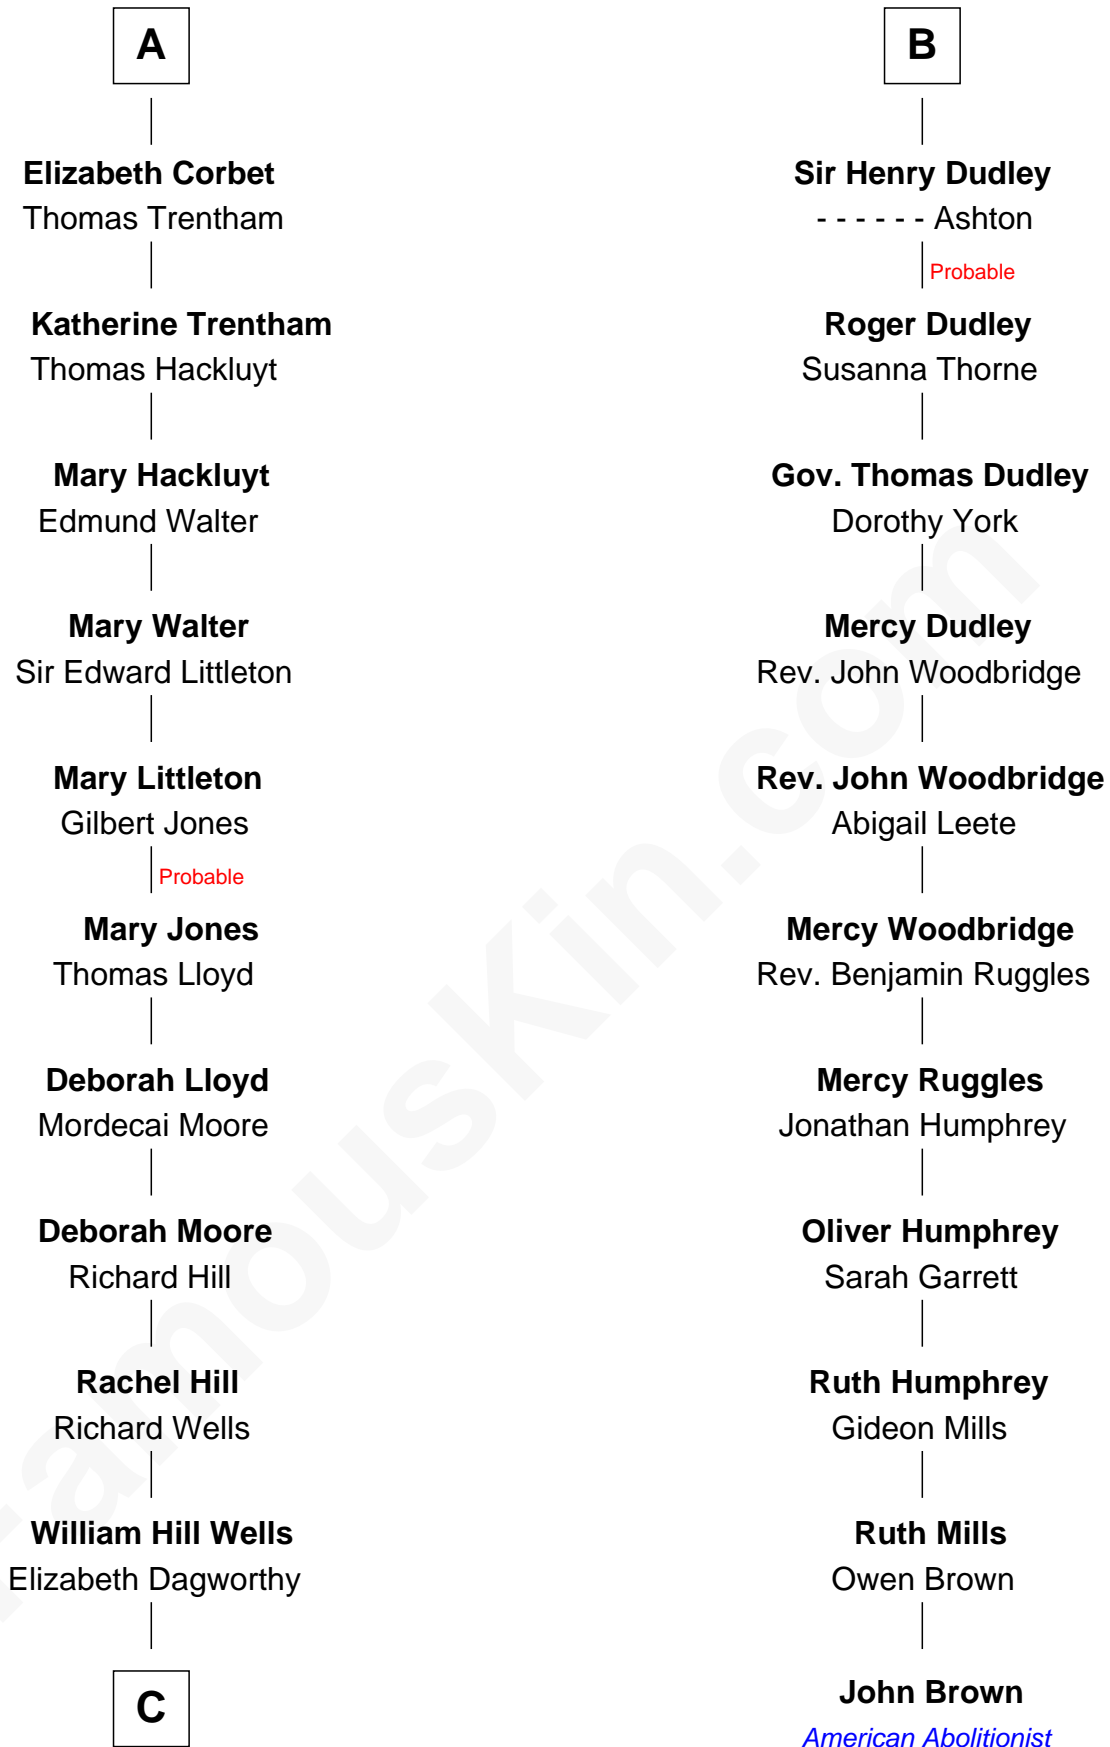 A
Elizabeth Corbet
Thomas Trentham
Katherine Trentham
Thomas Hackluyt
Mary Hackluyt
Edmund Walter
Mary Walter
Sir Edward Littleton
Mary Littleton
Gilbert Jones
Probable
Mary Jones
Thomas Lloyd
Deborah Lloyd
Mordecai Moore
Deborah Moore
Richard Hill
Rachel Hill
Richard Wells
William Hill Wells
Elizabeth Dagworthy
C
B
Sir Henry Dudley
- - - - - - Ashton
Probable
Roger Dudley
Susanna Thorne
Gov. Thomas Dudley
Dorothy York
Mercy Dudley
Rev. John Woodbridge
Rev. John Woodbridge
Abigail Leete
Mercy Woodbridge
Rev. Benjamin Ruggles
Mercy Ruggles
Jonathan Humphrey
Oliver Humphrey
Sarah Garrett
Ruth Humphrey
Gideon Mills
Ruth Mills
Owen Brown
John Brown
American Abolitionist
FamousKin.com